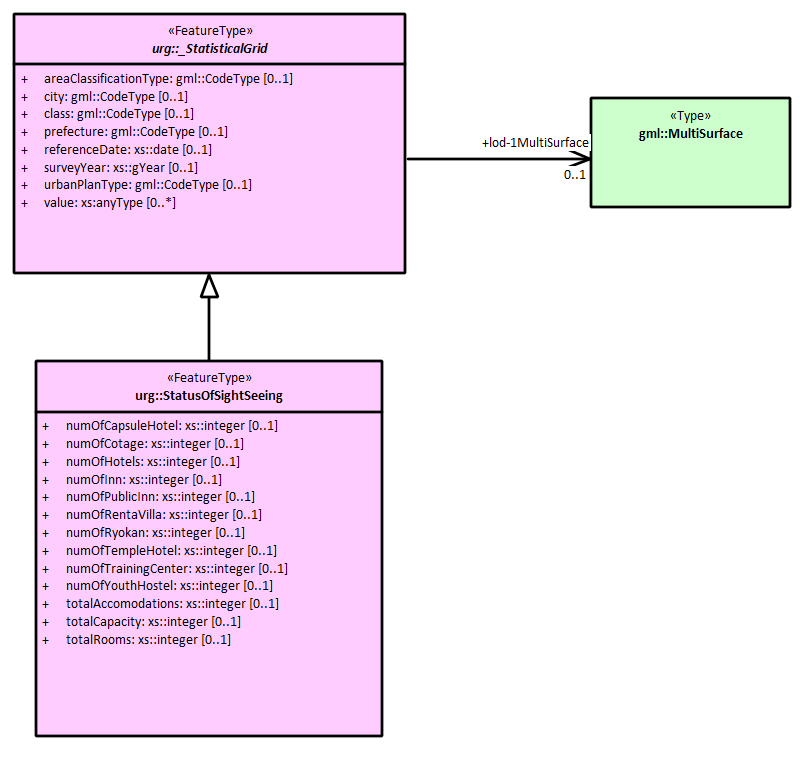 «FeatureType»
urg::_StatisticalGrid
+ areaClassificationType: gml::CodeType [0..1]
+ city: gml::CodeType [0..1]
+ class: gml::CodeType [0..1]
+ prefecture: gml::CodeType [0..1]
+ referenceDate: xs::date [0..1]
+ surveyYear: xs::gYear [0..1]
+ urbanPlanType: gml::CodeType [0..1]
+ value: xs:anyType [0..*]
+lod-1MultiSurface
0..1
«Type»
gml::MultiSurface
«FeatureType»
urg::StatusOfSightSeeing
+ numOfCapsuleHotel: xs::integer [0..1]
+ numOfCotage: xs::integer [0..1]
+ numOfHotels: xs::integer [0..1]
+ numOfInn: xs::integer [0..1]
+ numOfPublicInn: xs::integer [0..1]
+ numOfRentaVilla: xs::integer [0..1]
+ numOfRyokan: xs::integer [0..1]
+ numOfTempleHotel: xs::integer [0..1]
+ numOfTrainingCenter: xs::integer [0..1]
+ numOfYouthHostel: xs::integer [0..1]
+ totalAccomodations: xs::integer [0..1]
+ totalCapacity: xs::integer [0..1]
+ totalRooms: xs::integer [0..1]